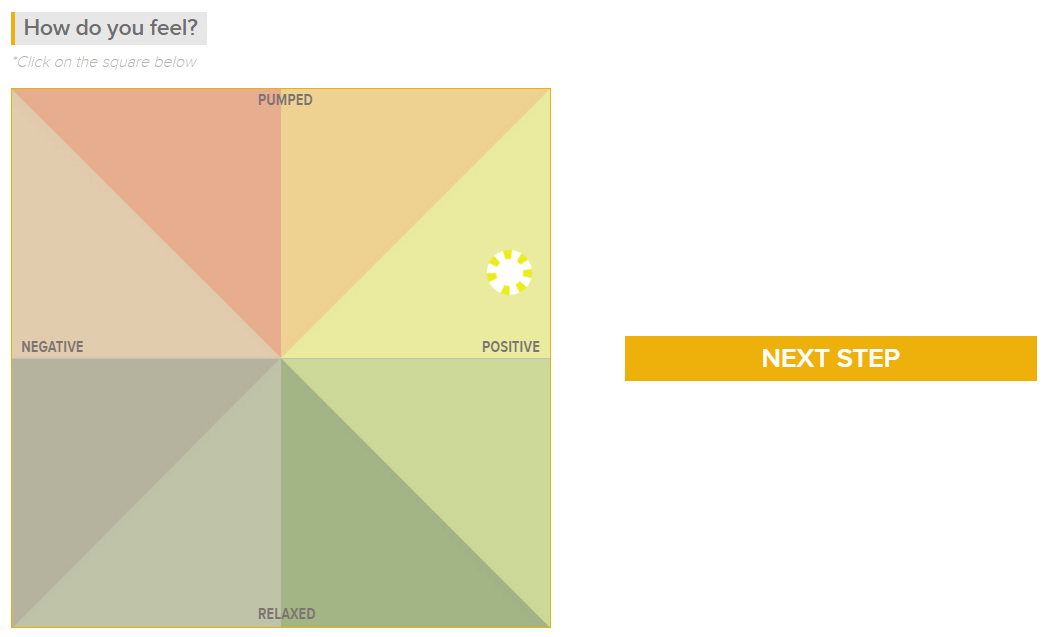 How do you feel?
*Click on the square below
PUMPED
NEGATIVE
POSITIVE
NEXT STEP
RELAXED